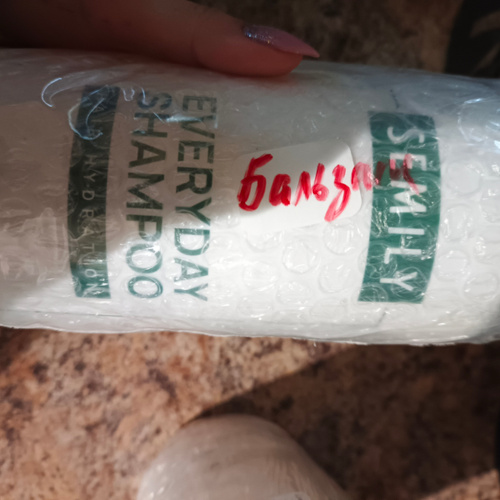 SEMILY
Бальзам
EVERYDAY
SHAMPOO
HYDRATION